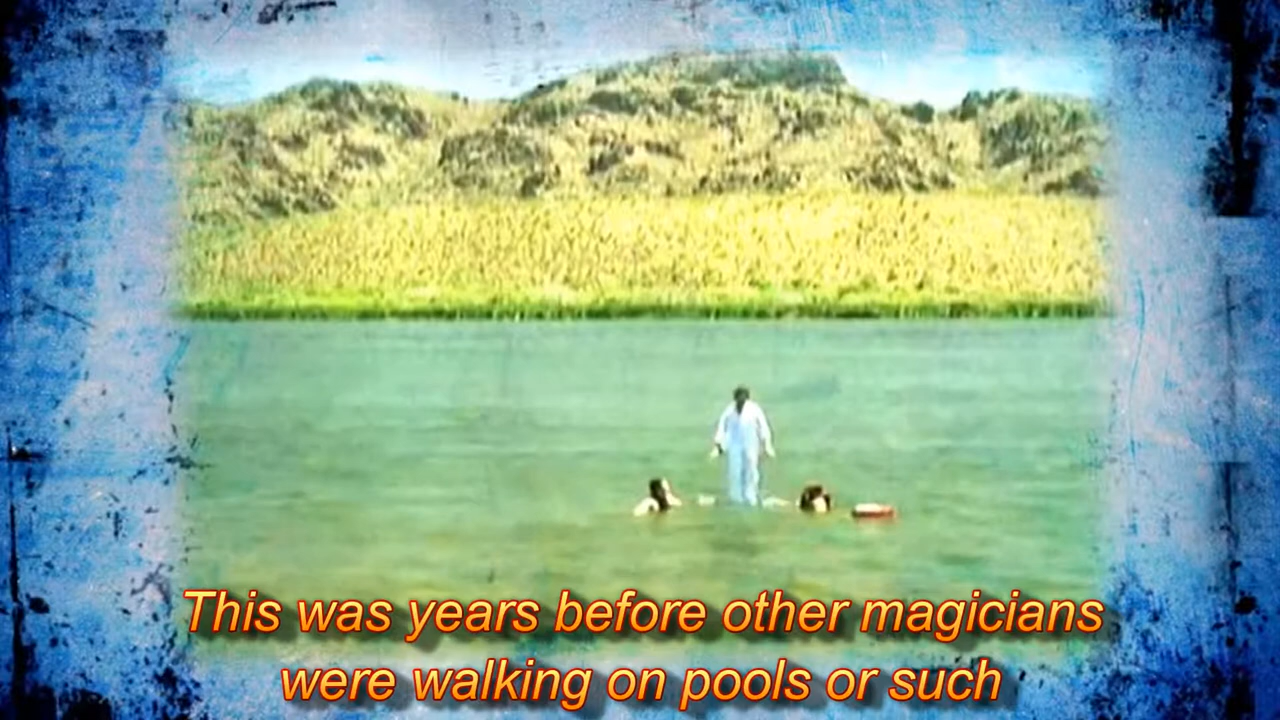 This was years before other magicians
were walking on pools or such